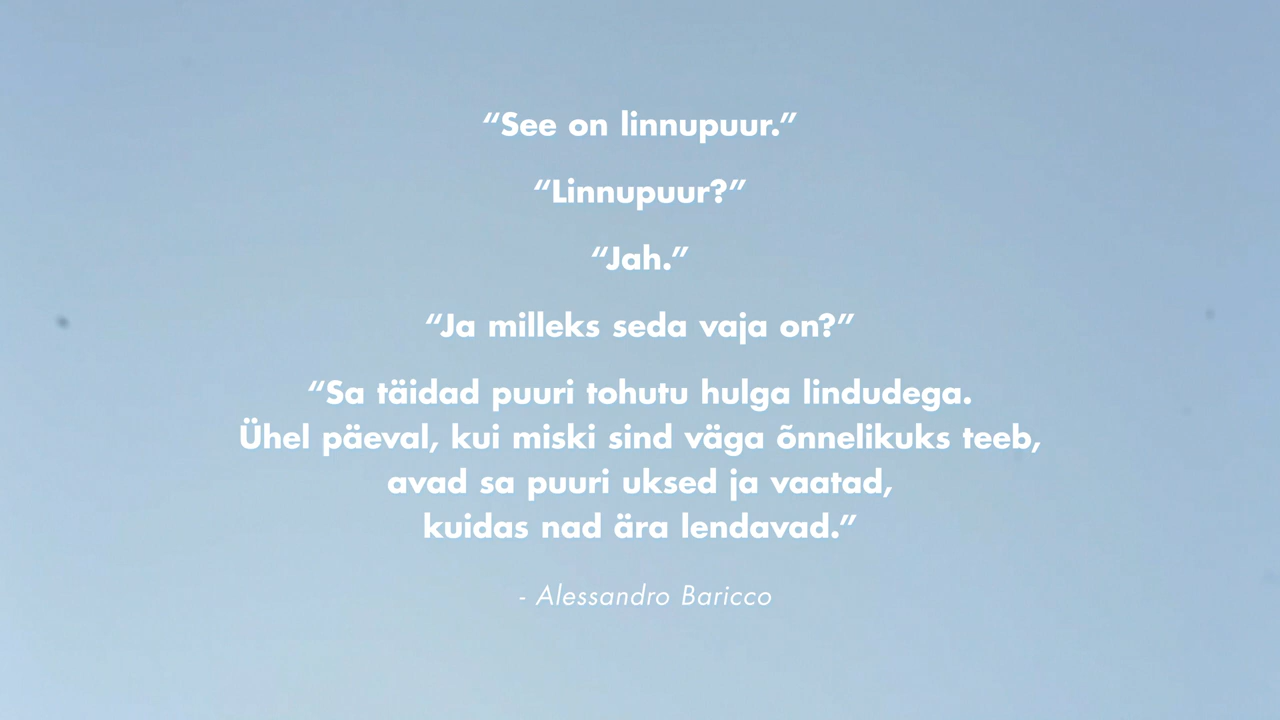 “See on linnupuur.”
“Linnupuur?”
“Jah.”
“Ja milleks seda vaja on?”
“Sa täidad puuri tohutu hulga lindudega.
Ühel päeval, kui miski sind väga õnnelikuks teeb,
avad sa puuri uksed ja vaatad,
kuidas nad ära lendavad.”
- Alessandro Baricco